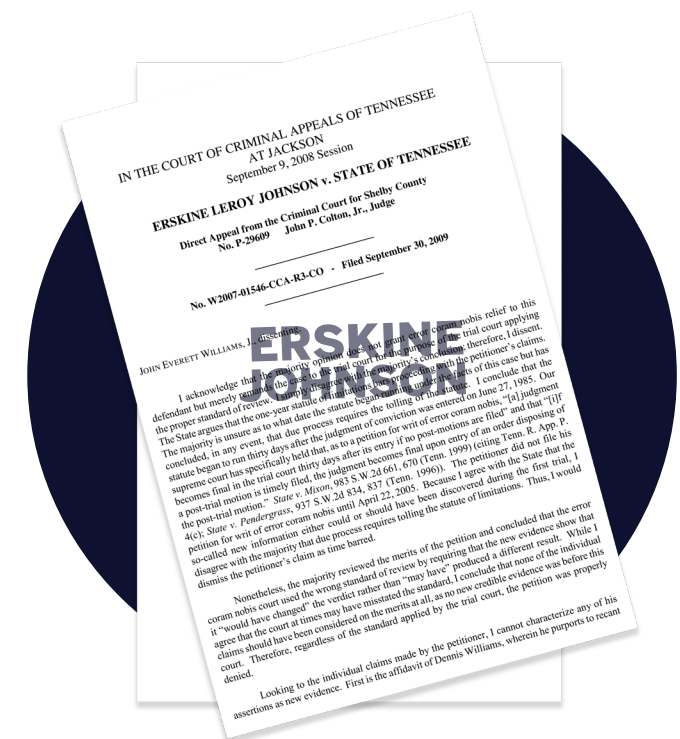 IN THE COURT OF CRIMINAL APPEALS OF TENNESSEE
AT JACKSON
September 9, 2008 Session
ERSKINE LEROY JOHNSON v. STATE OF TENNESSEE
Direct Appeal from the Criminal Court for Shelby County
No. P-29609 John P. Colton, Jr., Judge
No. W2007-01546-CCA-R3-CO - Filed September 30, 2009
JOHN EVERETT WILLIAMS, J., dissenting.
ERSKINE
JOHNSON
I acknowledge that the majority opinion does not grant error coram nobis relief to this
defendant but merely remands the case to the trial court for the purpose of the trial court applying
the proper standard of review. I simply disagree with the majority's conclusion; therefore, I dissent.
The State argues that the one-year statute of limitations bars proceeding with the petitioner's claims.
The majority is unsure as to what date the statute began to run under the facts of this case but has
concluded, in any event, that due process requires the tolling of the statute. I conclude that the
statute began to run thirty days after the judgment of conviction was entered on June 27, 1985. Our
supreme court has specifically held that, as to a petition for writ of error coram nobis, "[a] judgment
becomes final in the trial court thirty days after its entry if no post-motions are filed" and that "[i]f
a post-trial motion is timely filed, the judgment becomes final upon entry of an order disposing of
the post-trial motion." State v. Mixon, 983 S.W.2d 661, 670 (Tenn. 1999) (citing Tenn. R. App. P.
4(c); State v. Pendergrass, 937 S.W.2d 834, 837 (Tenn. 1996)). The petitioner did not file his
petition for writ of error coram nobis until April 22, 2005. Because I agree with the State that the
so-called new information either could or should have been discovered during the first trial, I
disagree with the majority that due process requires tolling the statute of limitations. Thus, I would
dismiss the petitioner's claim as time barred.
Nonetheless, the majority reviewed the merits of the petition and concluded that the error
coram nobis court used the wrong standard of review by requiring that the new evidence show that
it "would have changed" the verdict rather than "may have" produced a different result. While I
agree that the court at times may have misstated the standard, I conclude that none of the individual
claims should have been considered on the merits at all, as no new credible evidence was before this
court. Therefore, regardless of the standard applied by the trial court, the petition was properly
denied.
Looking to the individual claims made by the petitioner, I cannot characterize any of his
assertions as new evidence. First is the affidavit of Dennis Williams, wherein he purports to recant